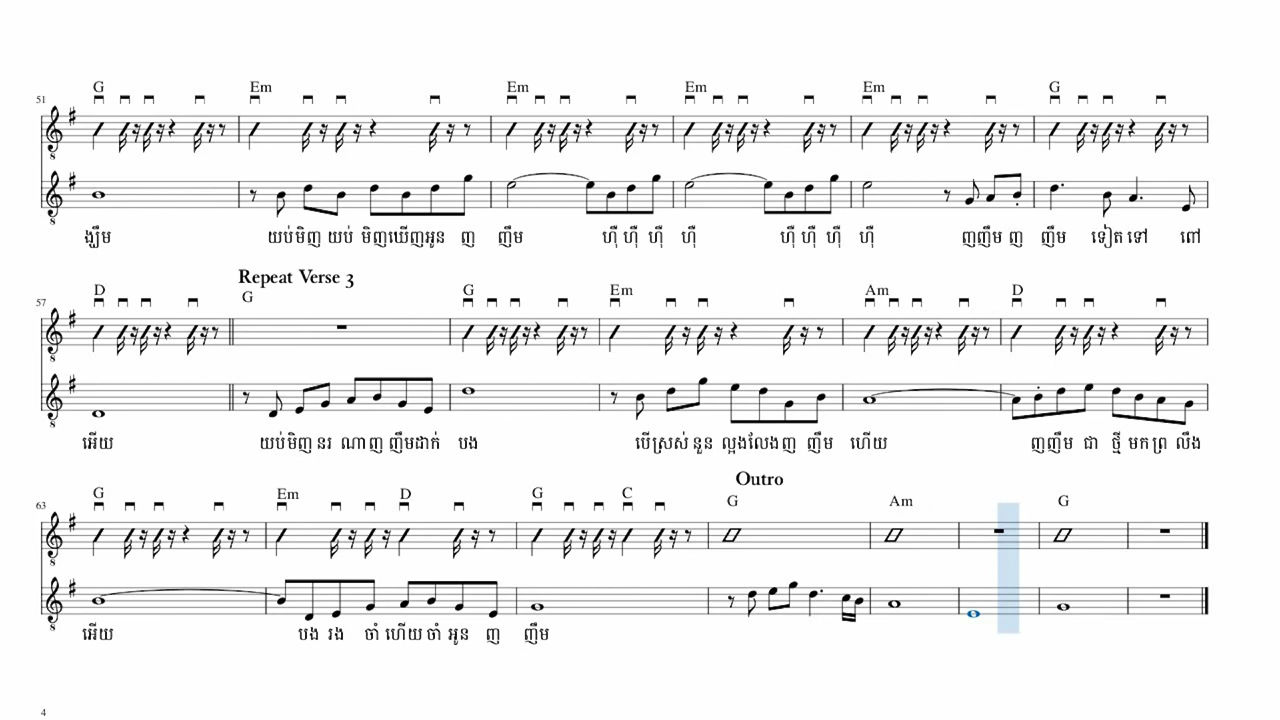 G Em Em Em Em G
51
ង្ឃឹម យប់មិញ យប់ មិញឃើញអូន ញ ញឹម ហ៊ឺ ហ៊ឺ ហ៊ឺ ហ៊ឺ ហ៊ឺ ហ៊ឺ ហ៊ឺ ហ៊ឺ ញញឹម ញ ញឹម ទៀត ទៅ ពៅ
Repeat Verse 3
D G G Em Am D
57
អើយ យប់មិញ នរ ណាញ ញឹមដាក់ បង បើស្រស់ នួន ល្អងលែងញ ញឹម ហើយ ញញឹម ជា ថ្មី មកព្រ លឹង
Outro
G Em D G C G Am G
63
អើយ បង រង ចាំ ហើយ ចាំ អូន ញ ញឹម
4